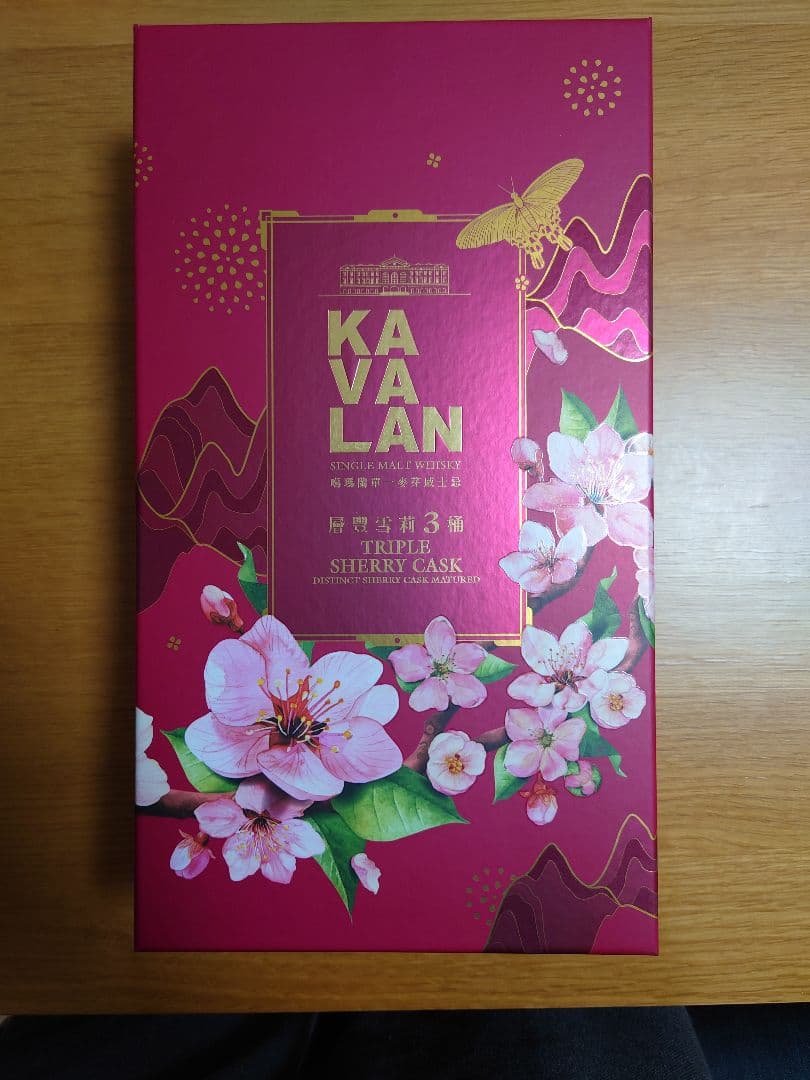 KA
VA
LAN
SINGLE MALT WHISKY
噶瑪蘭單一麥芽威士忌
層豐雪莉3桶
TRIPLE
SHERRY CASK
DISTINCT SHERRY CASK MATURED